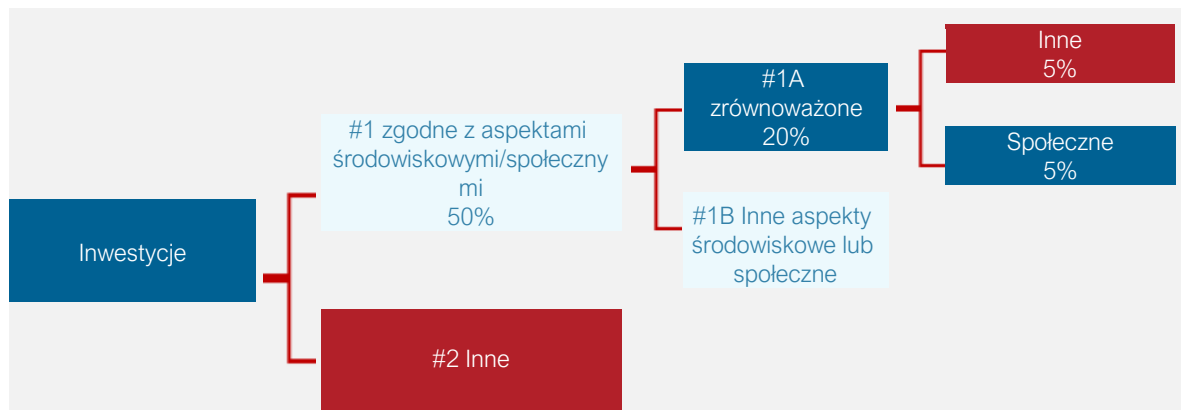 Inwestycje
#1 zgodne z aspektami
środowiskowymi/społeczny
mi
50%
#2 Inne
#1A
zrównoważone
20%
#1B Inne aspekty
środowiskowe lub
społeczne
Inne
5%
Społeczne
5%